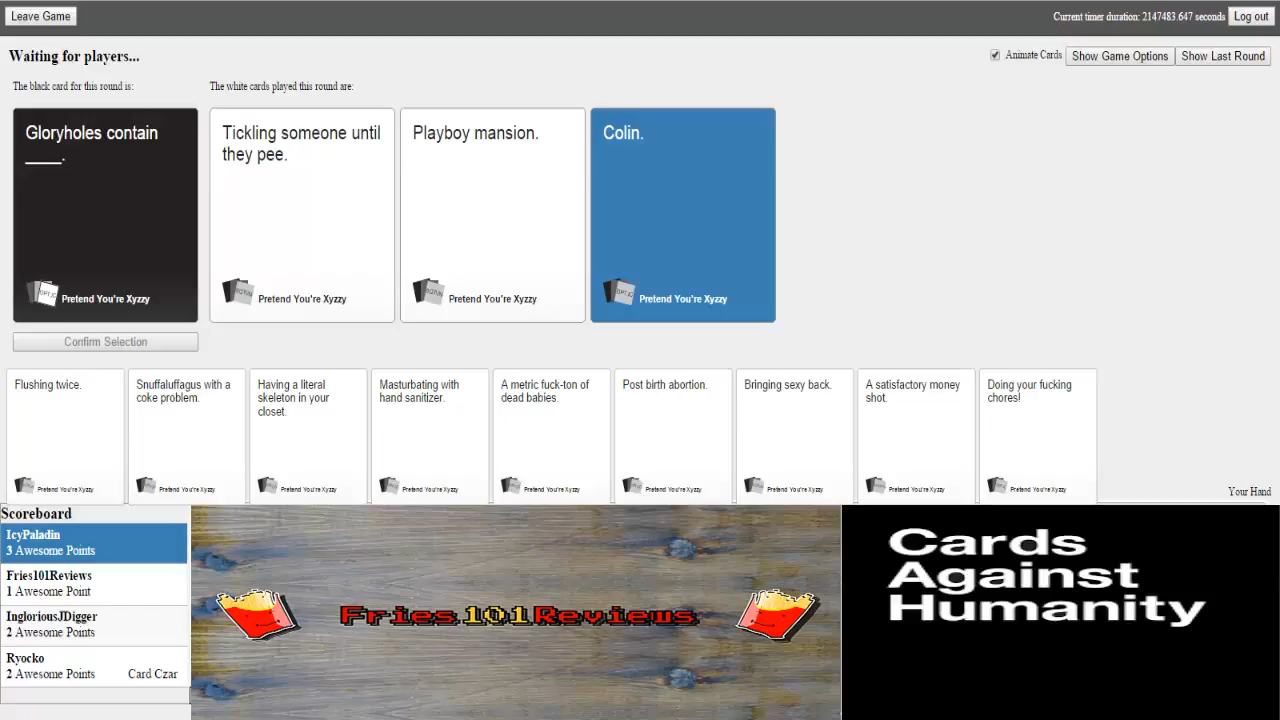 Leave Game
Current timer duration: 2147483.647 seconds
Log out
Waiting for players...
Animate Cards
Show Game Options
Show Last Round
The black card for this round is:
The white cards played this round are:
Gloryholes contain
____.
Pretend You're Xyzzy
Tickling someone until
they pee.
Pretend You're Xyzzy
Playboy mansion.
Pretend You're Xyzzy
Colin.
Pretend You're Xyzzy
Confirm Selection
Flushing twice.
Pretend You're Xyzzy
Snuffaluffagus with a
coke problem.
Pretend You're Xyzzy
Having a literal
skeleton in your
closet.
Pretend You're Xyzzy
Masturbating with
hand sanitizer.
Pretend You're Xyzzy
A metric fuck-ton of
dead babies.
Pretend You're Xyzzy
Post birth abortion.
Pretend You're Xyzzy
Bringing sexy back.
Pretend You're Xyzzy
A satisfactory money
shot.
Pretend You're Xyzzy
Doing your fucking
chores!
Pretend You're Xyzzy
Your Hand
Scoreboard
IcyPaladin
3 Awesome Points
Fries101Reviews
1 Awesome Point
IngloriousJDigger
2 Awesome Points
Ryocko
2 Awesome Points
Card Czar
Fries101Reviews
Cards
Against
Humanity